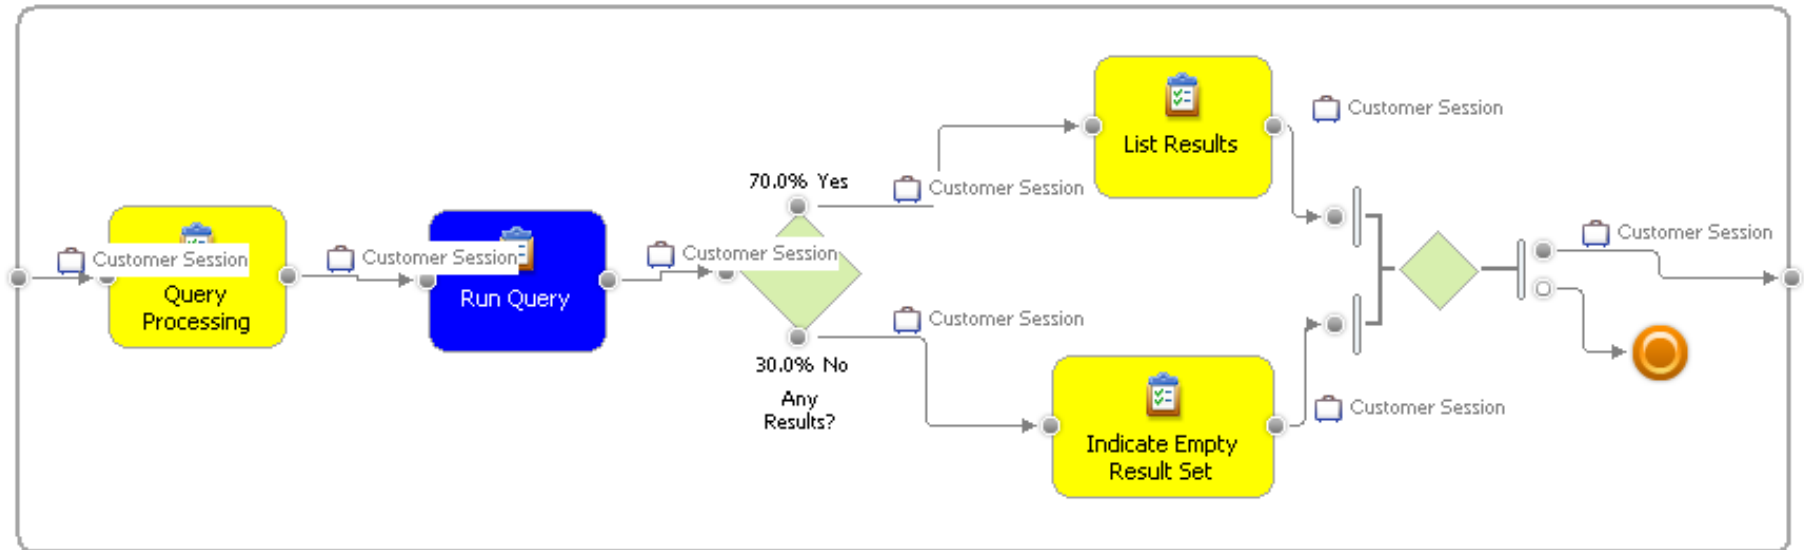 Customer Session
Query
Processing
Customer Session
Run Query
Customer Session
70.0% Yes
30.0% No
Any
Results?
Customer Session
List Results
Customer Session
Customer Session
Indicate Empty
Result Set
Customer Session
Customer Session